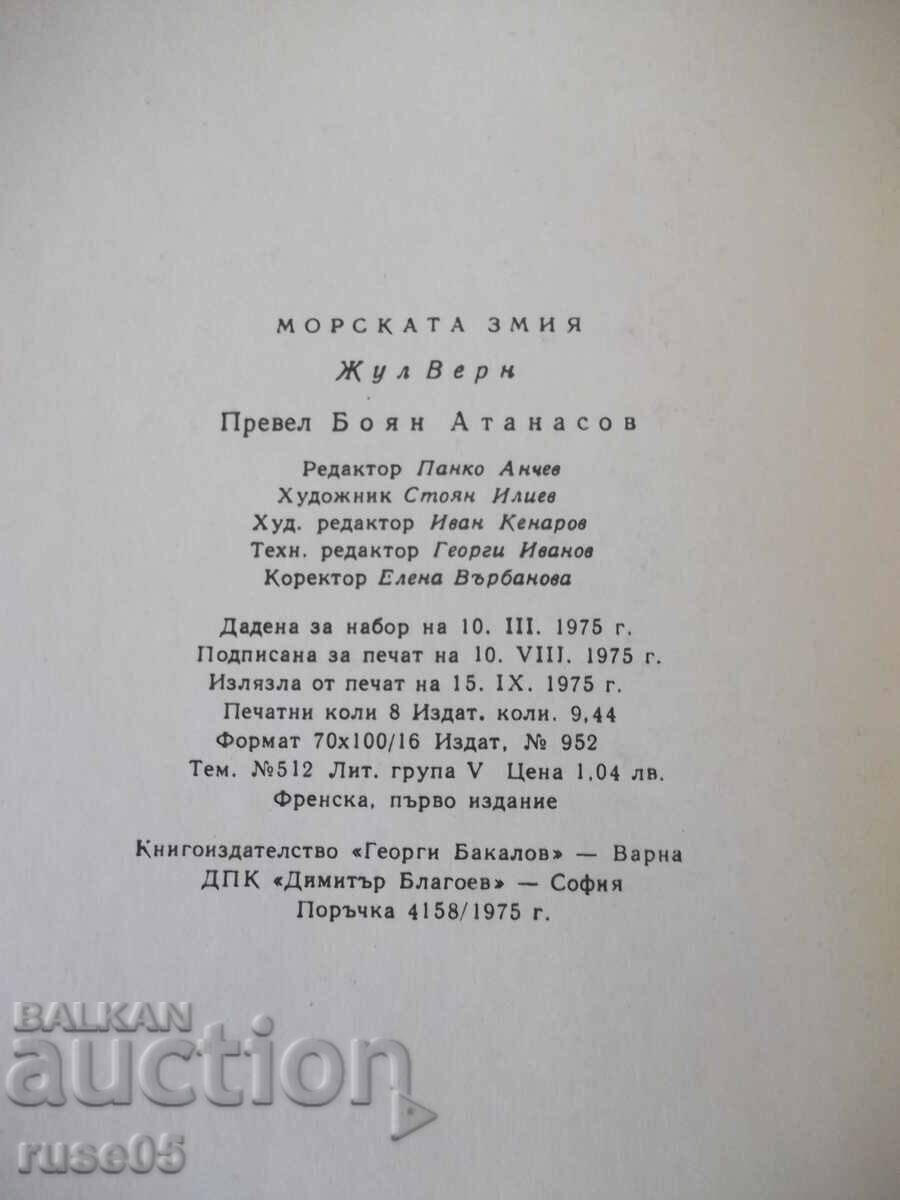 МОРСКАТА ЗМИЯ
Жул Верн
Превел Боян Атанасов
Редактор Панко Анчев
Художник Стоян Илиев
Худ. редактор Иван Кенаров
Техн. редактор Георги Иванов
Коректор Елена Върбанова
Дадена за набор на 10. III. 1975 г.
Подписана за печат на 10. VIII. 1975 г.
Излязла от печат на 15. IX. 1975 г.
Печатни коли 8 Издат. коли. 9,44
Формат 70x100/16 Издат, № 952
Тем. №512 Лит. група V Цена 1,04 лв.
Френска, първо издание
Книгоиздателство «Георги Бакалов» — Варна
ДПК «Димитър Благоев» — София
Поръчка 4158/1975 г.
BALKAN
auction
ruse05